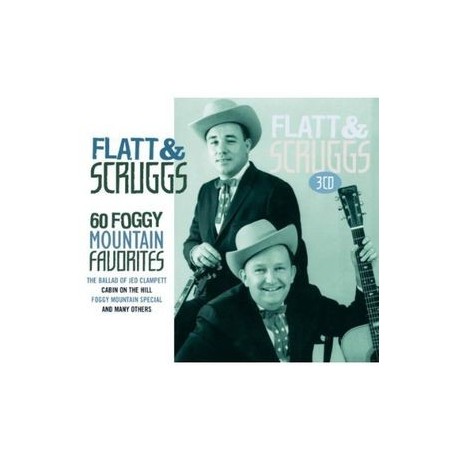 FLATT &
SCRUGGS
60 FOGGY
MOUNTAIN
FAVORITES
THE BALLAD OF JED CLAMPETT
CABIN ON THE HILL
FOGGY MOUNTAIN SPECIAL
AND MANY OTHERS
FLATT &
SCRUGGS
3CD